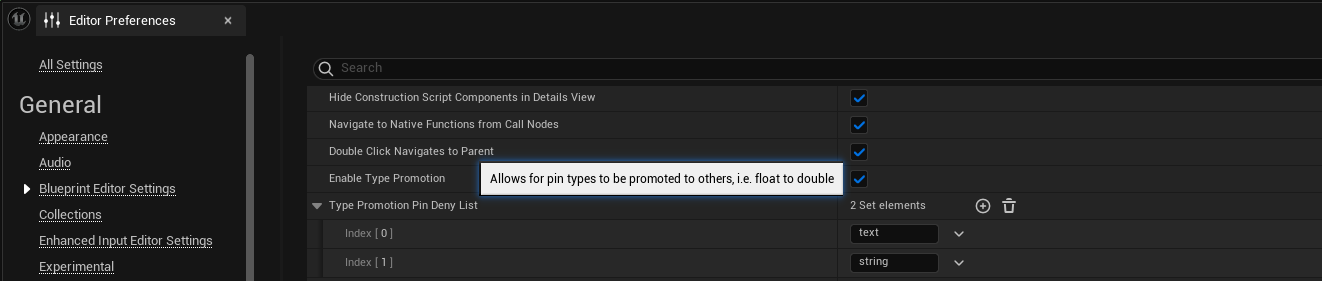 Editor Preferences ×
All Settings
General
Appearance
Audio
Blueprint Editor Settings
Collections
Enhanced Input Editor Settings
Experimental
Search
Hide Construction Script Components in Details View
Navigate to Native Functions from Call Nodes
Double Click Navigates to Parent
Enable Type Promotion
Allows for pin types to be promoted to others, i.e. float to double
Type Promotion Pin Deny List 2 Set elements
Index [ 0 ] text
Index [ 1 ] string